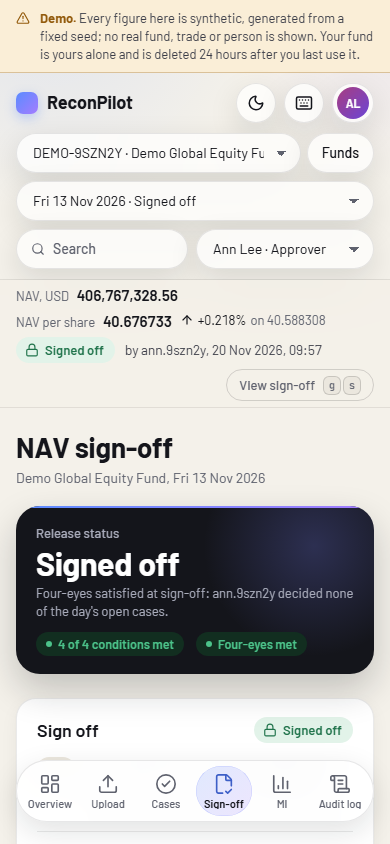 Demo. Every figure here is synthetic, generated from a
fixed seed; no real fund, trade or person is shown. Your fund
is yours alone and is deleted 24 hours after you last use it.
ReconPilot
AL
DEMO-9SZN2Y · Demo Global Equity Fu
Funds
Fri 13 Nov 2026 · Signed off
Search
Ann Lee · Approver
NAV, USD 406,767,328.56
NAV per share 40.676733 ↑ +0.218% on 40.588308
Signed off by ann.9szn2y, 20 Nov 2026, 09:57
View sign-off g s
NAV sign-off
Demo Global Equity Fund, Fri 13 Nov 2026
Release status
Signed off
Four-eyes satisfied at sign-off: ann.9szn2y decided none
of the day's open cases.
4 of 4 conditions met
Four-eyes met
Sign off
Signed off
Overview
Upload
Cases
Sign-off
MI
Audit log